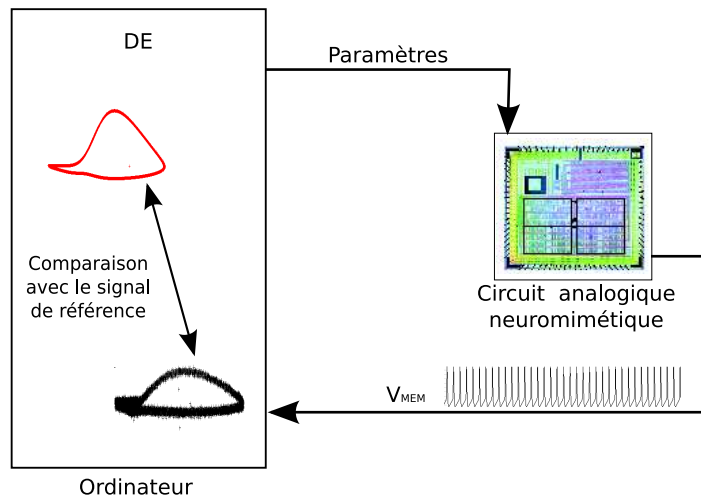 DE
Paramètres
Comparaison
avec le signal
de référence
Circuit analogique
neuromimétique
VMEM
Ordinateur